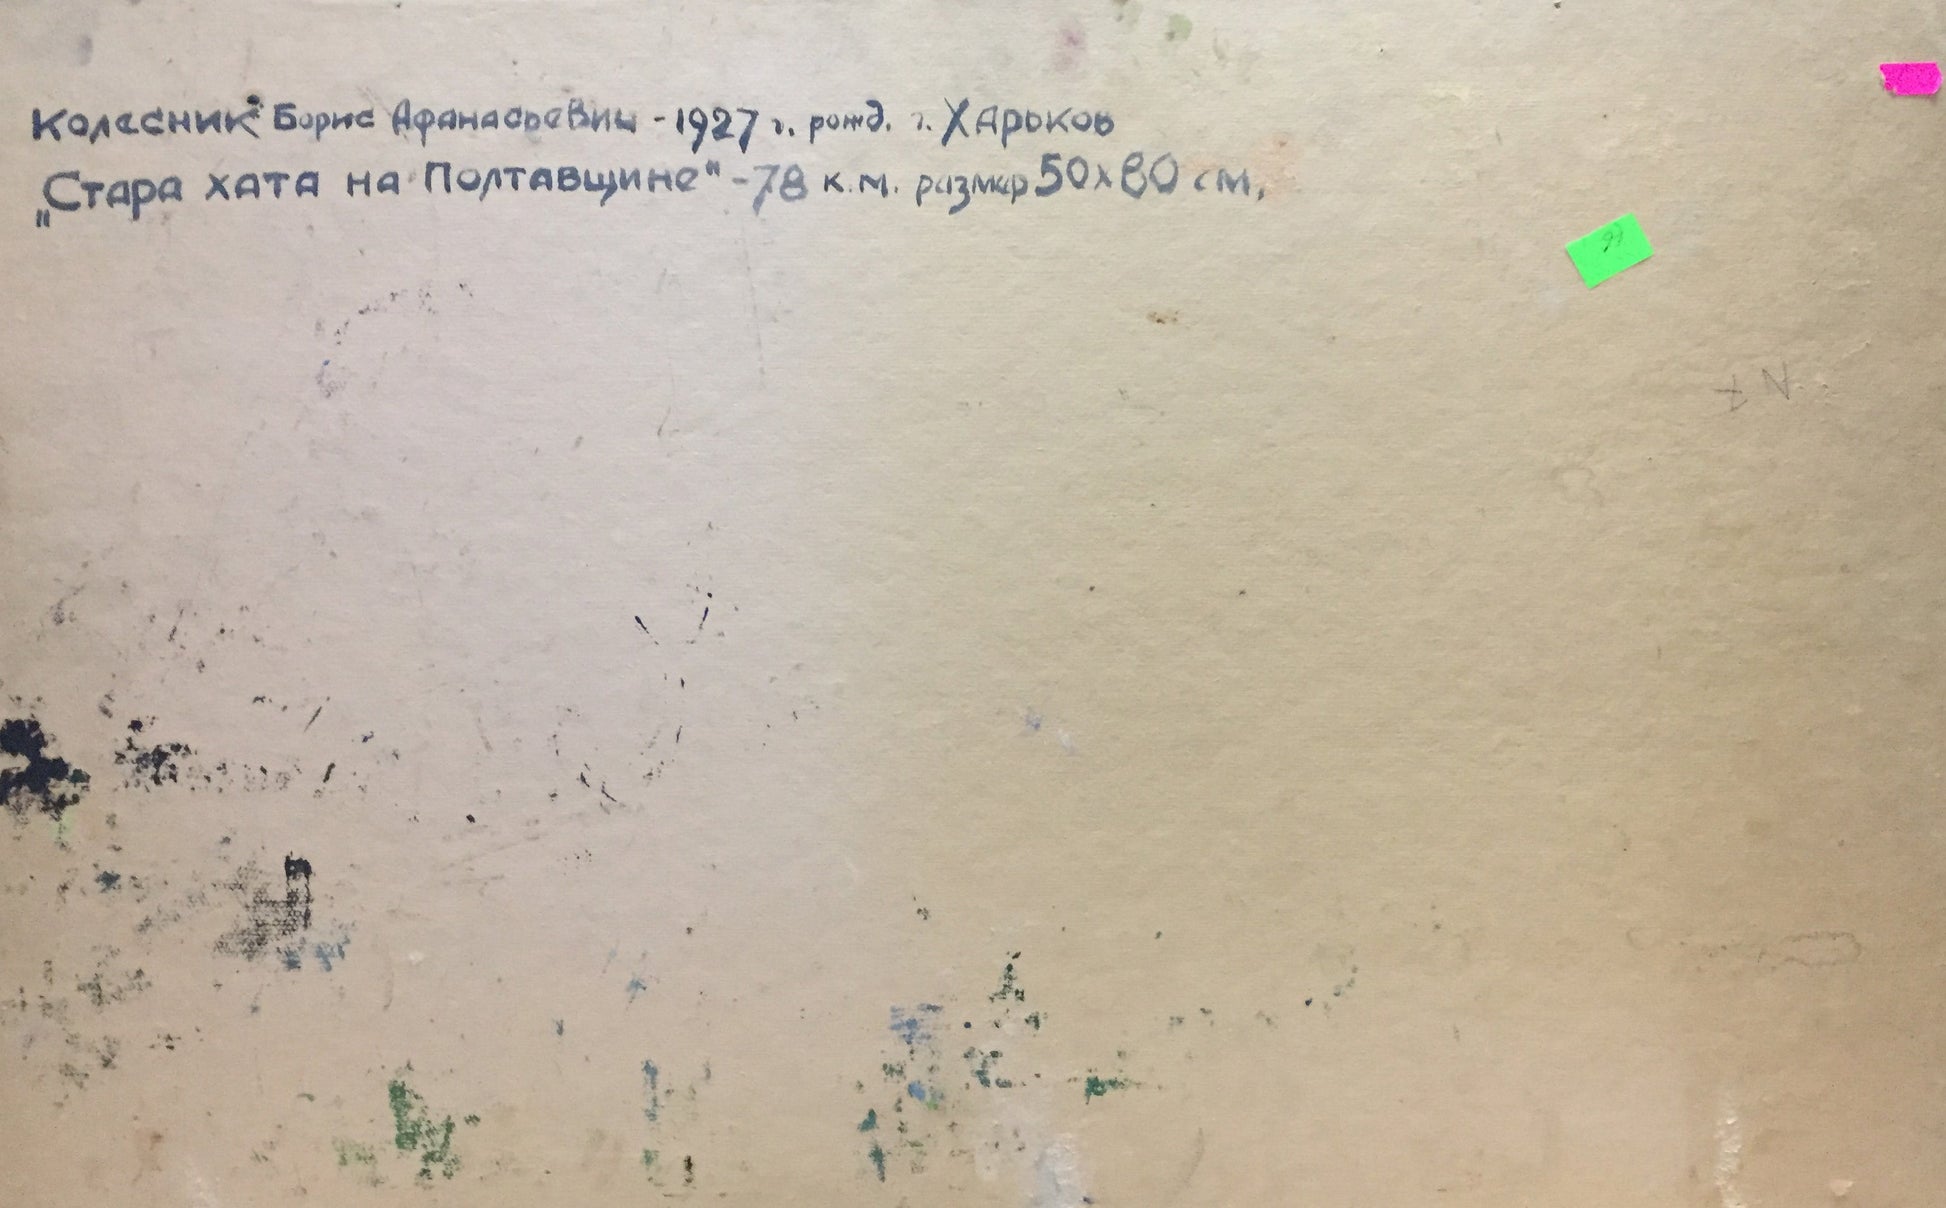 Колесник Борис Афанасьевич - 1927 г. рожд. г. Харьков
„Стара хата на Полтавщине" - 78 к.м. размер 50х80 см.